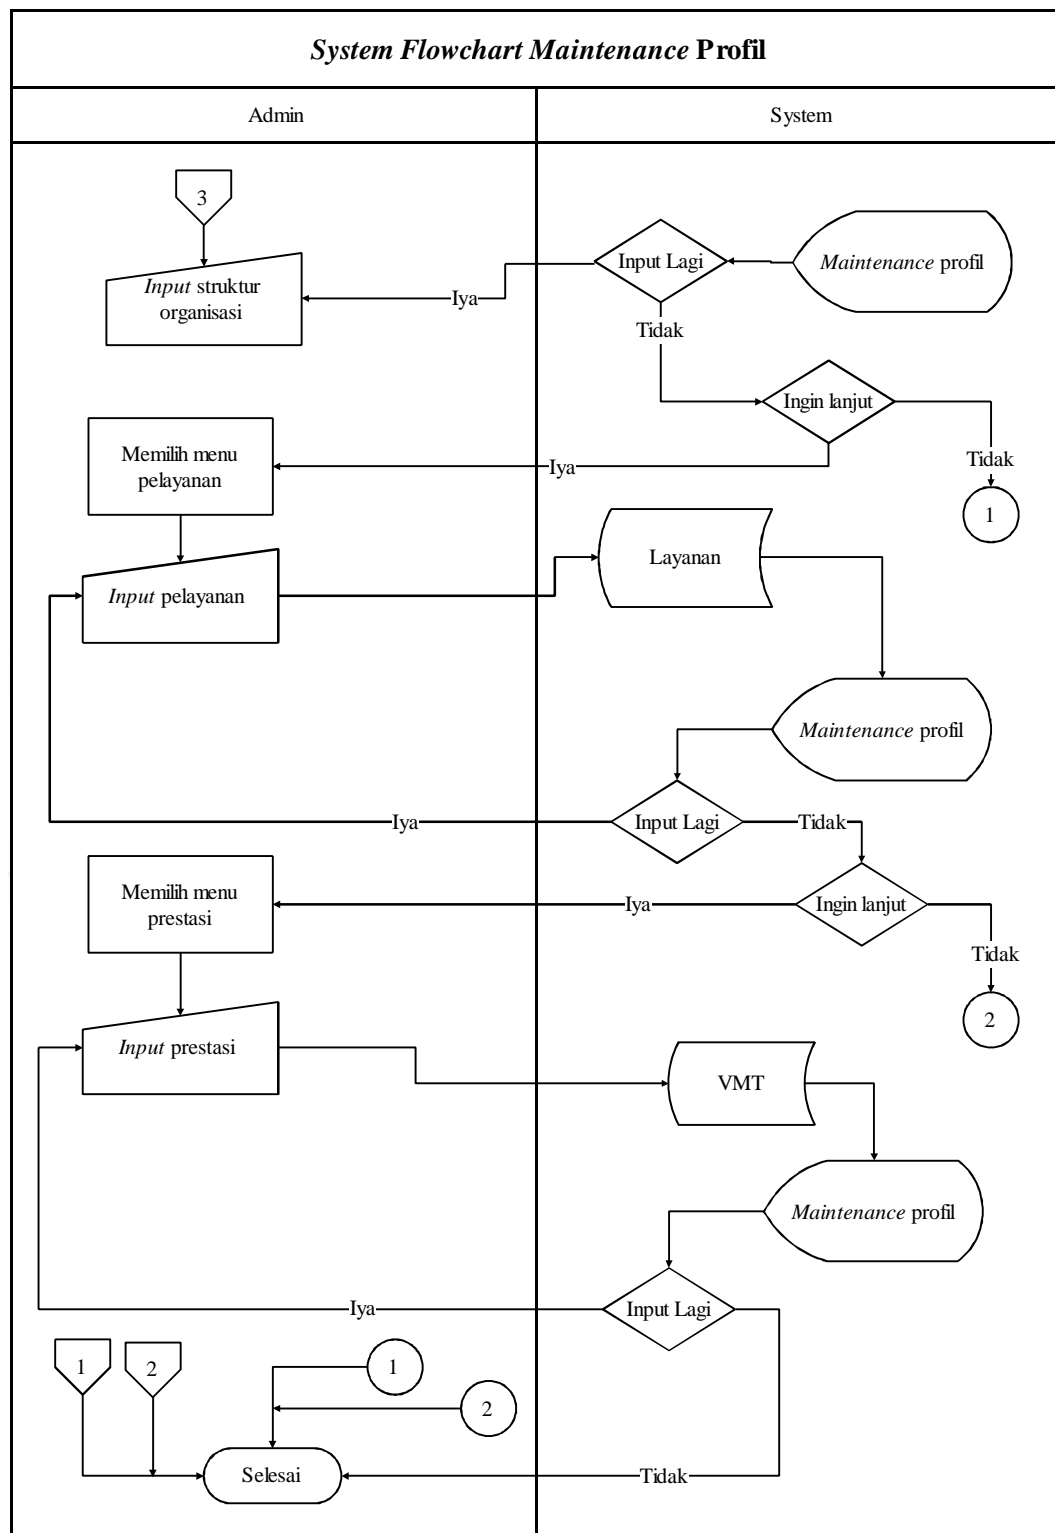 System Flowchart Maintenance Profil
Admin
System
3
Input struktur
organisasi
Iya
Input Lagi
Maintenance profil
Tidak
Ingin lanjut
Memilih menu
pelayanan
Iya
Tidak
1
Input pelayanan
Layanan
Maintenance profil
Iya
Input Lagi
Tidak
Memilih menu
prestasi
Iya
Ingin lanjut
Tidak
2
Input prestasi
VMT
Maintenance profil
Iya
Input Lagi
1
2
1
2
Selesai
Tidak